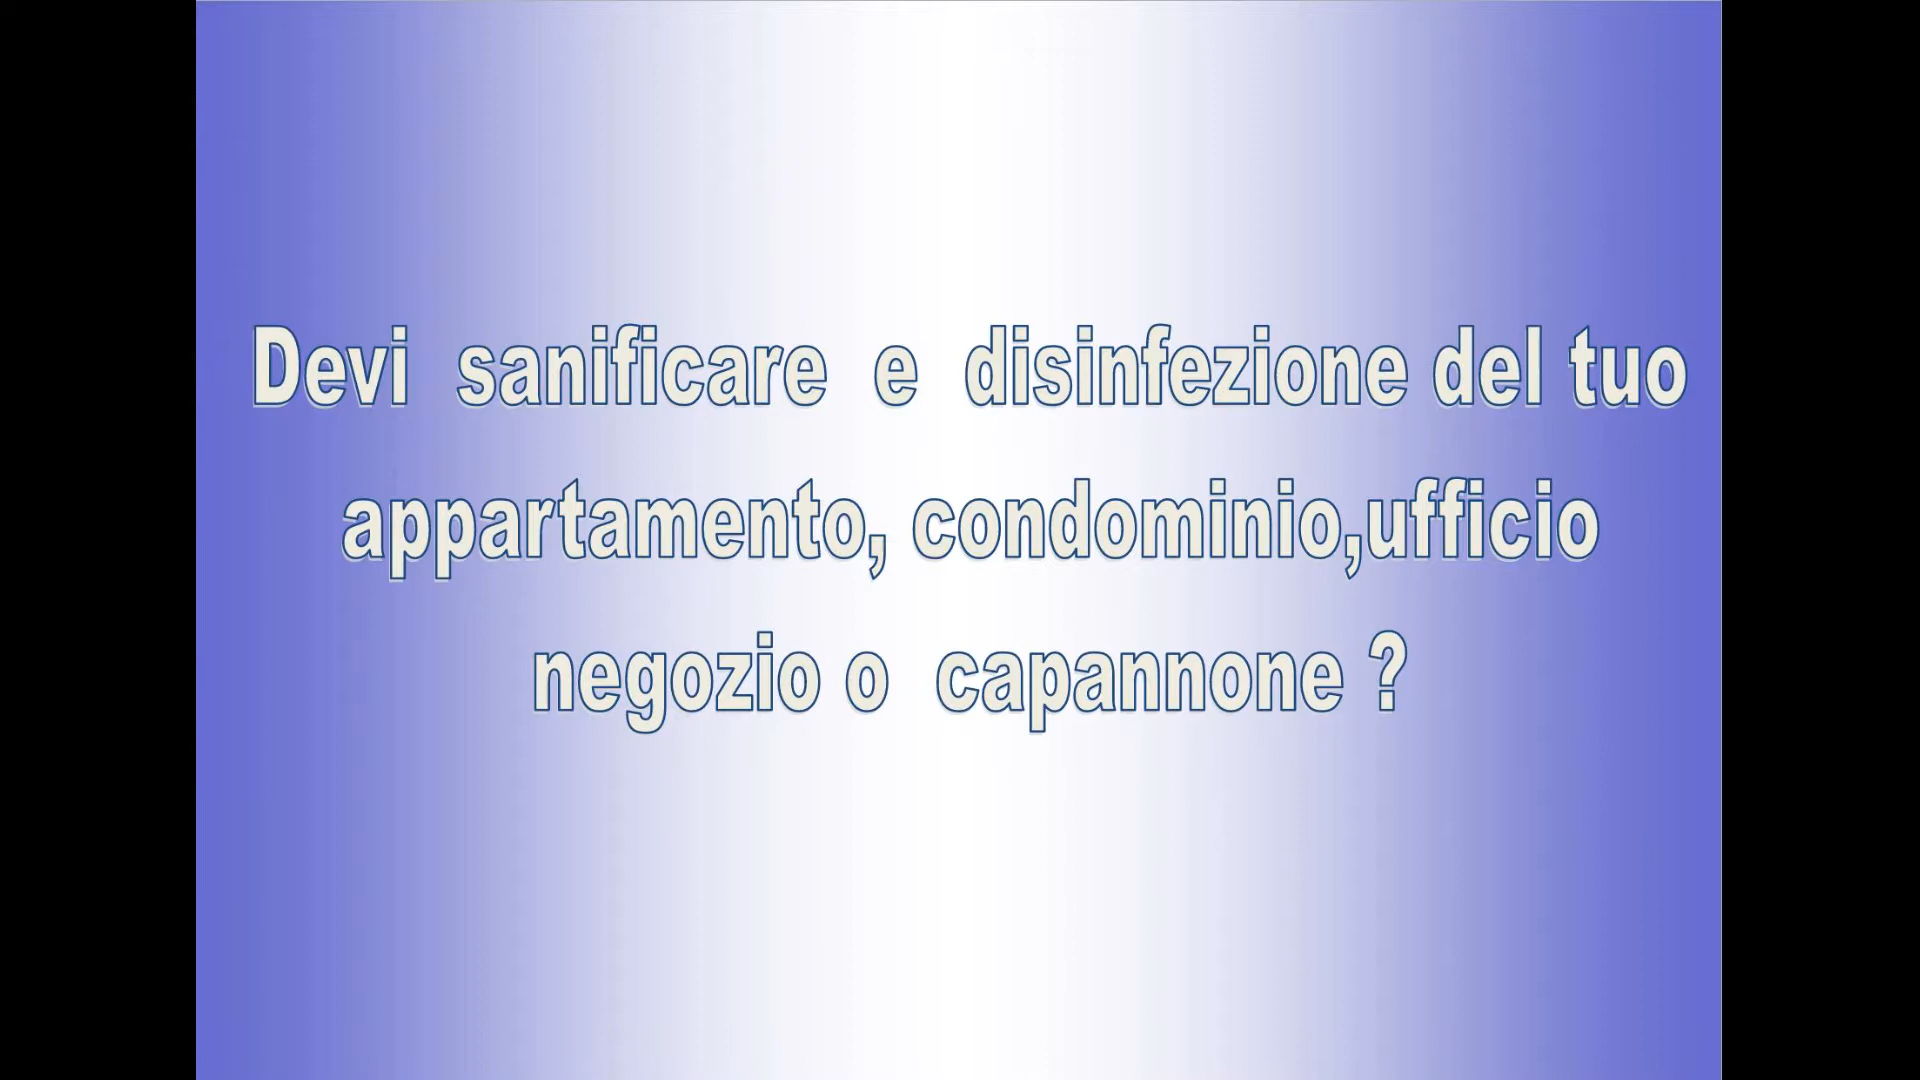 Devi sanificare e disinfezione del tuo
appartamento, condominio,ufficio
negozio o capannone ?